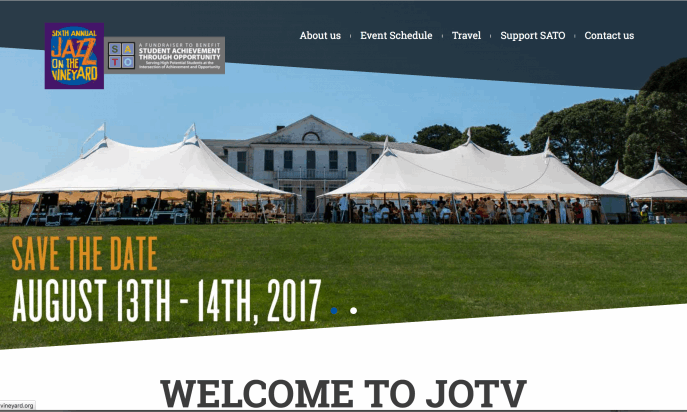 SIXTH ANNUAL
JAZZ
ON THE
VINEYARD
SATO
A FUNDRAISER TO BENEFIT
STUDENT ACHIEVEMENT
THROUGH OPPORTUNITY
Serving High Potential Students at the
Intersection of Achievement and Opportunity
About us
Event Schedule
Travel
Support SATO
Contact us
SAVE THE DATE
AUGUST 13TH - 14TH, 2017
WELCOME TO JOTV
vineyard.org